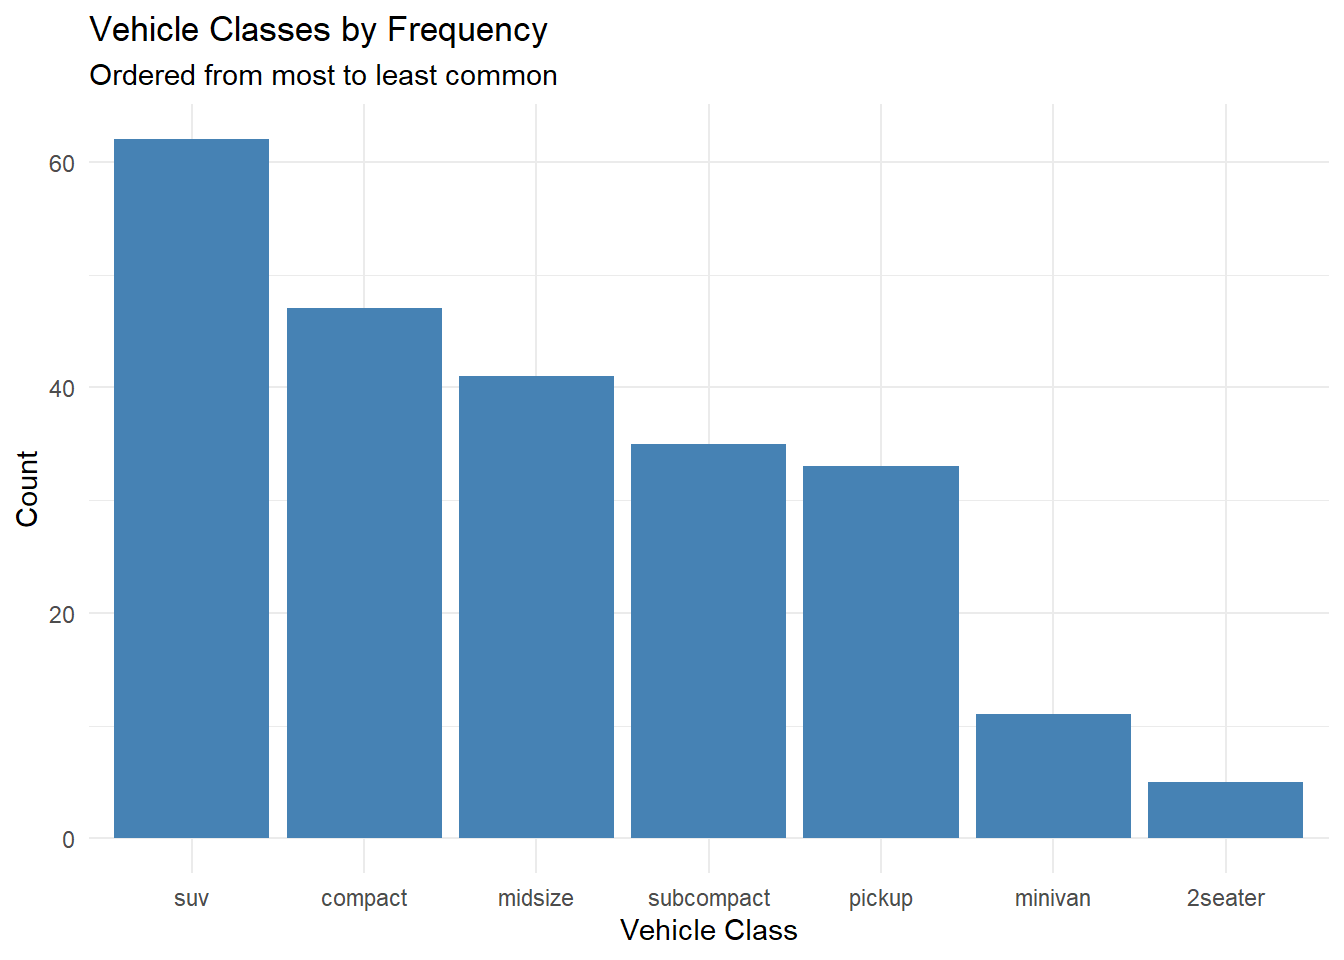 Vehicle Classes by Frequency
Ordered from most to least common
60
40
20
0
Count
suv compact midsize subcompact pickup minivan 2seater
Vehicle Class